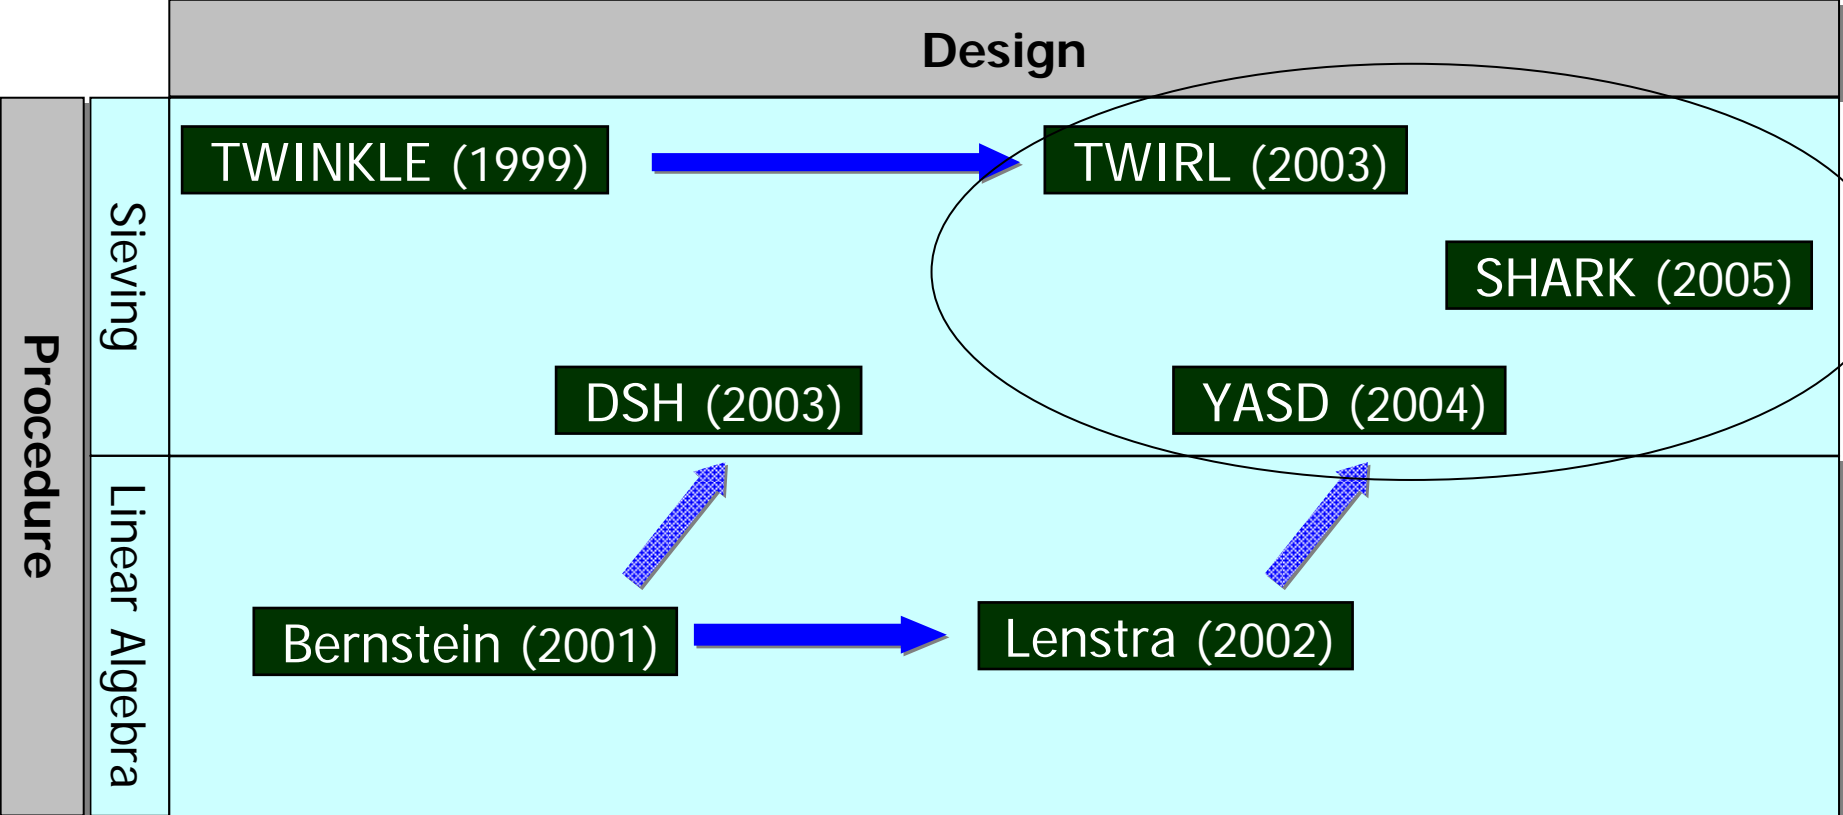 Design
Procedure
Sieving
TWINKLE (1999)
TWIRL (2003)
SHARK (2005)
DSH (2003)
YASD (2004)
Linear Algebra
Bernstein (2001)
Lenstra (2002)